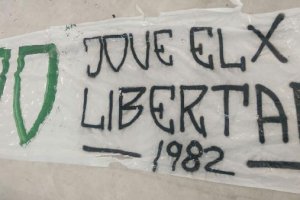 JOVE ELX
LIBERTA
- 1982 -